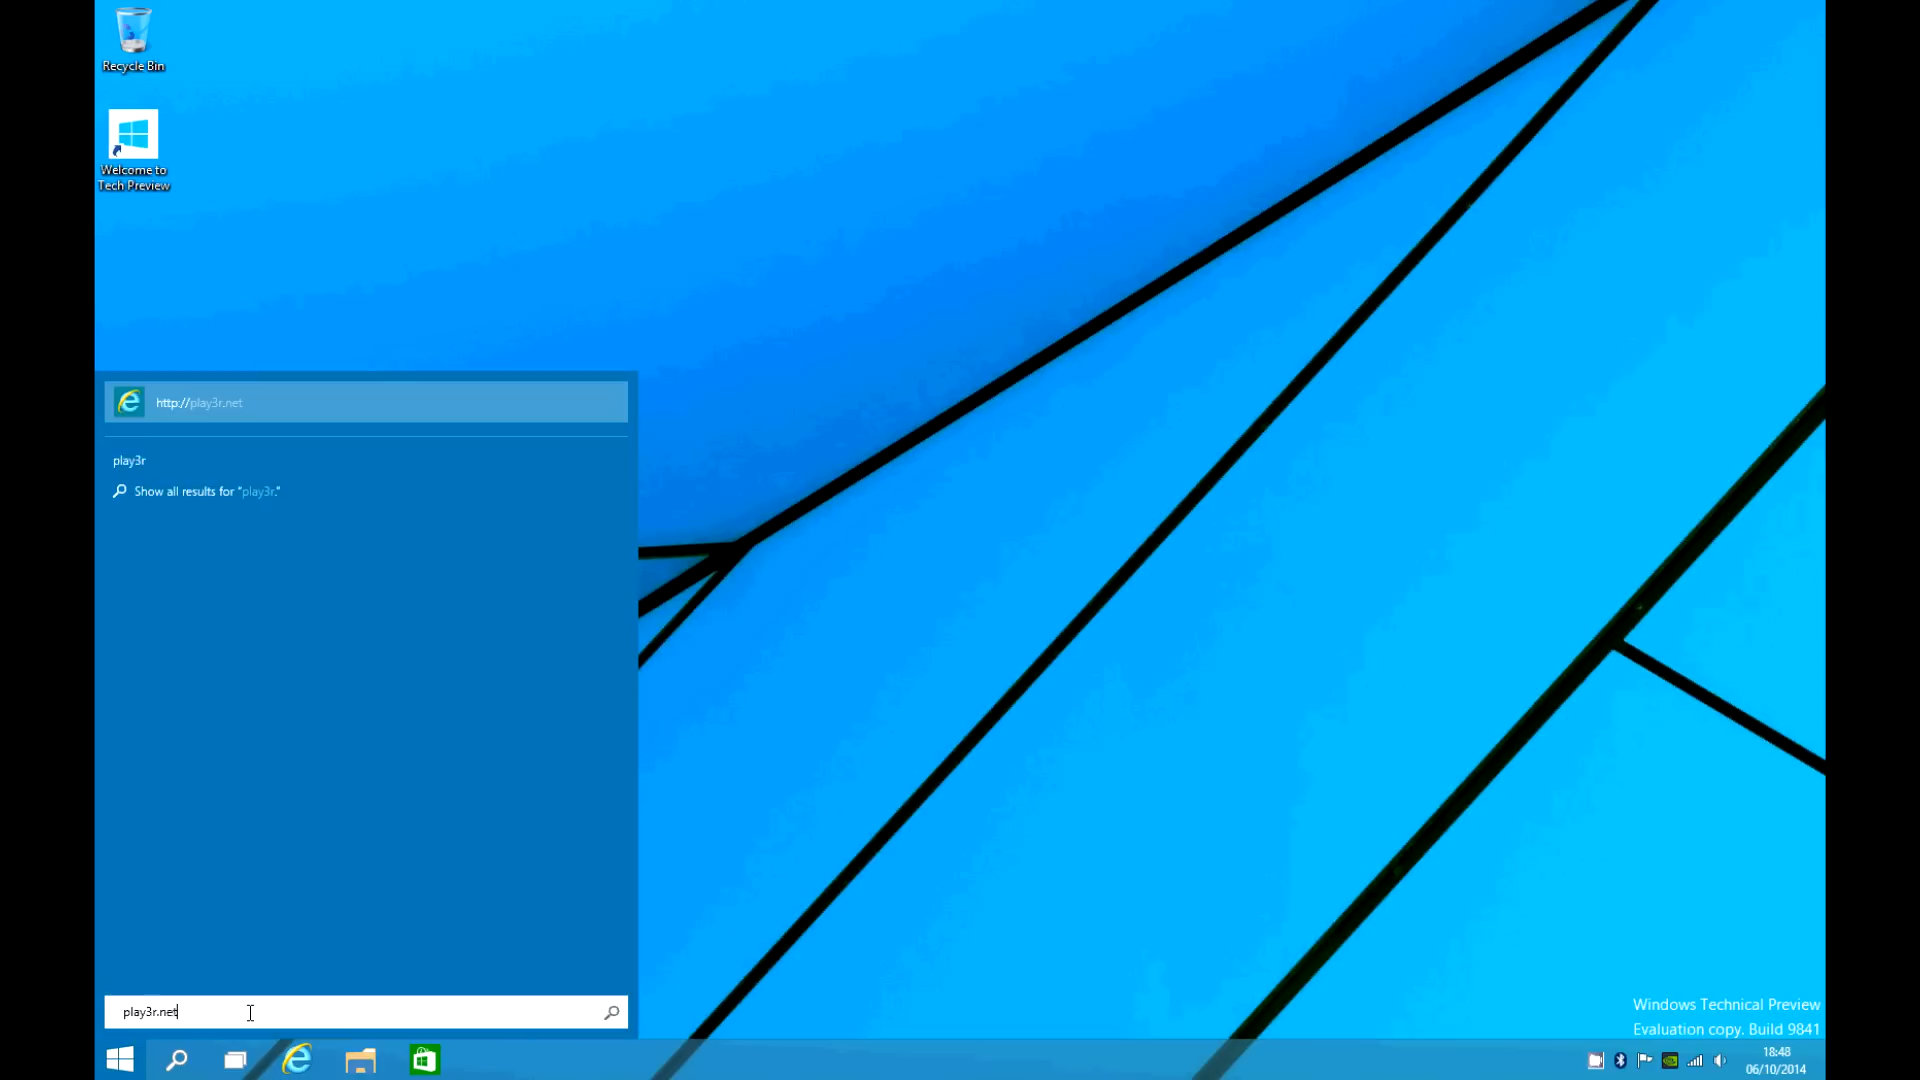 Recycle Bin
Welcome to
Tech Preview
http://play3r.net
play3r
Show all results for "play3r."
play3r.net
Windows Technical Preview
Evaluation copy. Build 9841
18:48
06/10/2014